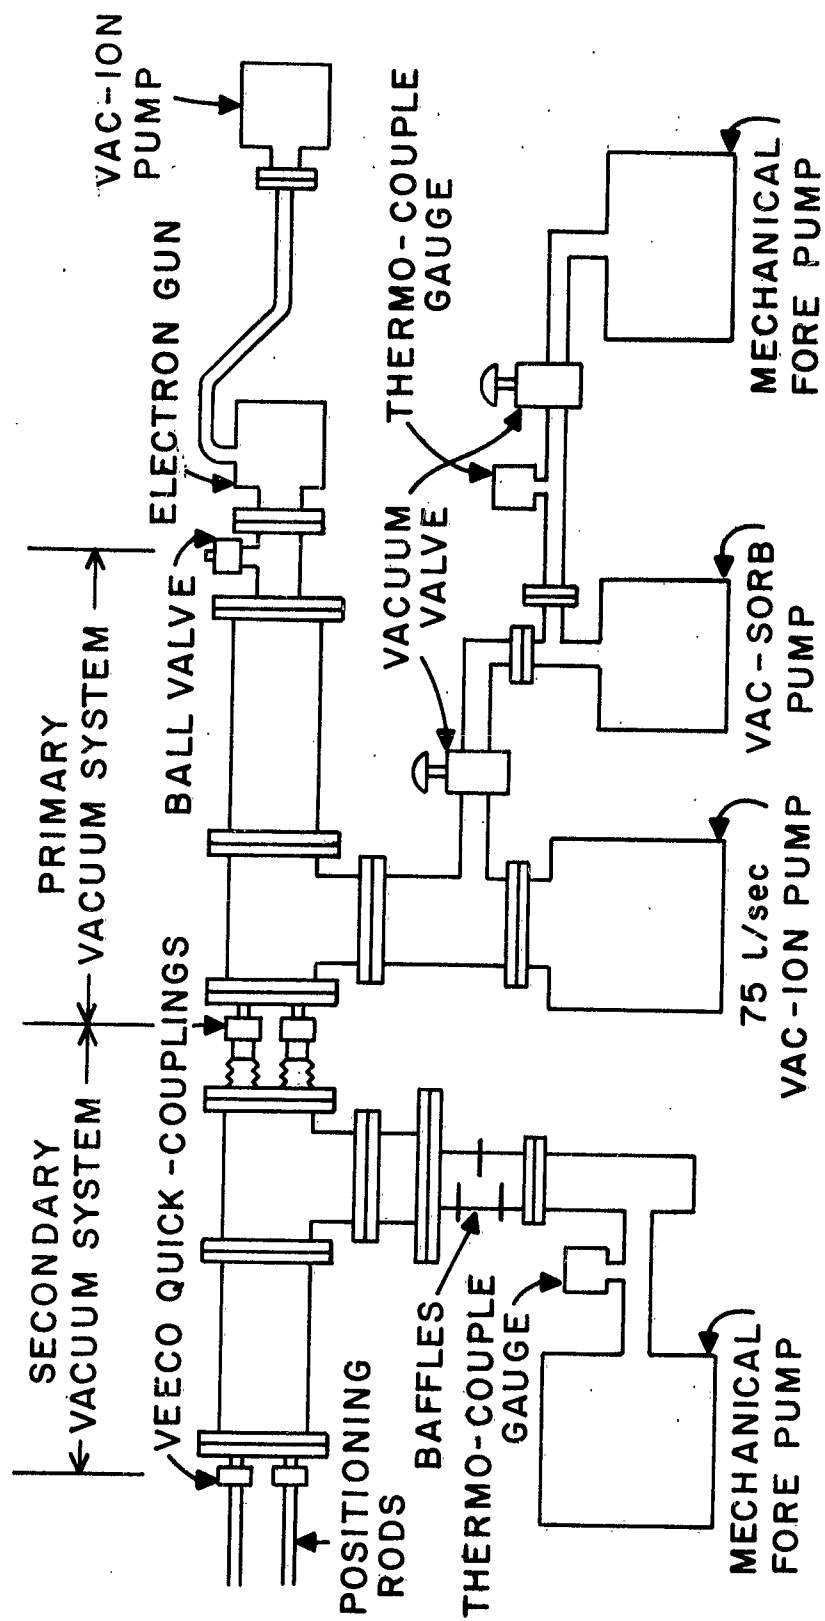 SECONDARY
VACUUM SYSTEM
PRIMARY
VACUUM SYSTEM
VEECO QUICK-COUPLINGS
BALL VALVE
ELECTRON GUN
VAC-ION
PUMP
POSITIONING
RODS
BAFFLES
THERMO-COUPLE
GAUGE
MECHANICAL
FORE PUMP
75 l/sec
VAC-ION PUMP
VACUUM
VALVE
VAC-SORB
PUMP
THERMO-COUPLE
GAUGE
MECHANICAL
FORE PUMP